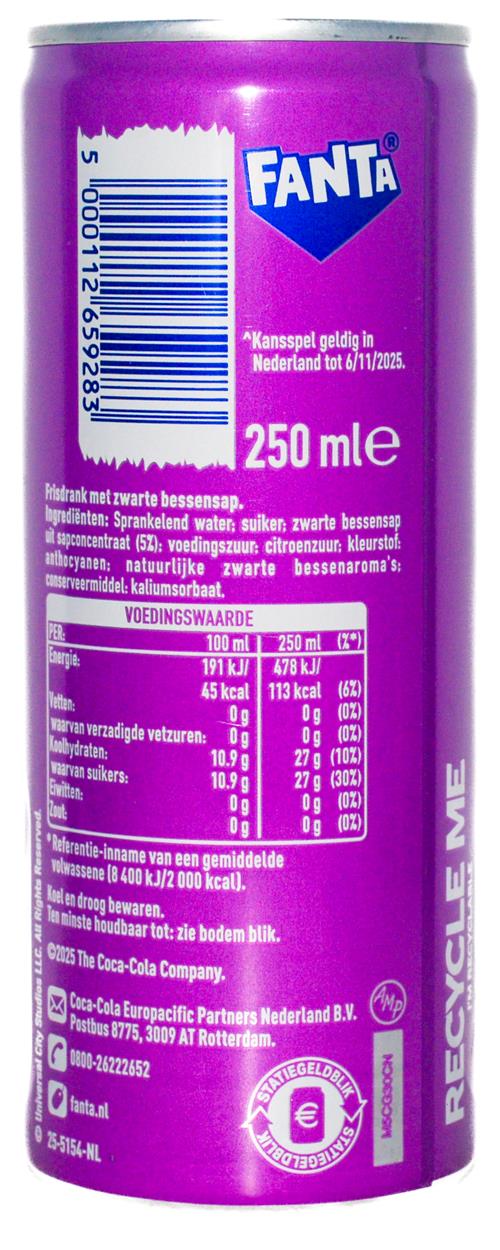 5 000112 659283
FANTA®
^Kansspel geldig in
Nederland tot 6/11/2025.
250 ml e
Frisdrank met zwarte bessensap.
Ingrediënten: Sprankelend water; suiker; zwarte bessensap
uit sapconcentraat (5%); voedingszuur: citroenzuur; kleurstof:
anthocyanen; natuurlijke zwarte bessenaroma's;
conserveermiddel: kaliumsorbaat.
VOEDINGSWAARDE
PER: 100 ml 250 ml (%*)
Energie: 191 kJ/ 478 kJ/
45 kcal 113 kcal (6%)
Vetten: 0 g 0 g (0%)
waarvan verzadigde vetzuren: 0 g 0 g (0%)
Koolhydraten: 10.9 g 27 g (10%)
waarvan suikers: 10.9 g 27 g (30%)
Eiwitten: 0 g 0 g (0%)
Zout: 0 g 0 g (0%)
*Referentie-inname van een gemiddelde
volwassene (8 400 kJ/2 000 kcal).
Koel en droog bewaren.
Ten minste houdbaar tot: zie bodem blik.
©2025 The Coca-Cola Company.
Coca-Cola Europacific Partners Nederland B.V.
Postbus 8775, 3009 AT Rotterdam.
0800-26222652
fanta.nl
25-5154-NL
© Universal City Studios LLC. All Rights Reserved.
AMP
STATIEGELDBLIK
€
STATIEGELDBLIK
M5CGS0CN
RECYCLE ME
I'M RECYCLABLE